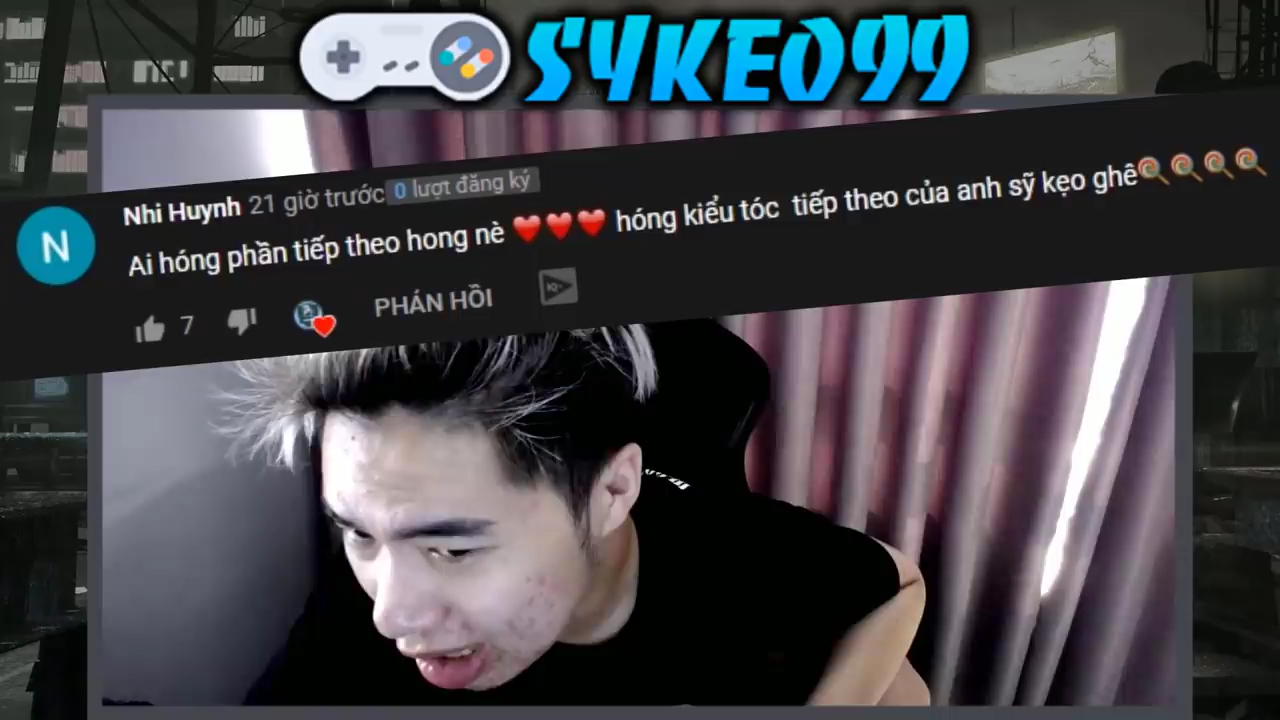 SYKEO99
Nhi Huynh 21 giờ trước 0 lượt đăng ký
Ai hóng phần tiếp theo hong nè ❤❤❤ hóng kiểu tóc tiếp theo của anh sỹ kẹo ghê🍭🍭🍭🍭
7 PHẢN HỒI